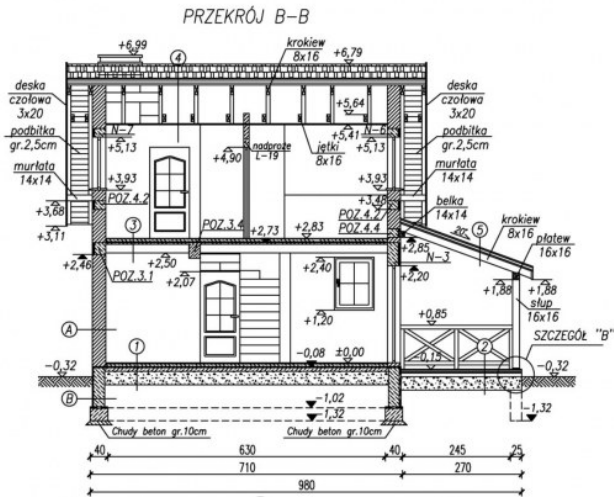 PRZEKRÓJ B-B
+6,99
④
krokiew
8x16
+6,79
deska
czołowa
3x20
podbitka
gr.2,5cm
murłata
14x14
N-7
+5,13
+4,90
nadproże
L-19
jętki
8x16
+5,64
+5,41
N-6
+5,13
deska
czołowa
3x20
podbitka
gr.2,5cm
murłata
14x14
+3,93
POZ.4.2
+3,68
+3,11
+3,93
+3,48
POZ.4.2
POZ.4.4
belka
14x14
20°
⑤
krokiew
8x16
płatew
16x16
③
POZ.3.4
+2,73
+2,83
+2,85
N-3
+2,46
POZ.3.1
+2,50
+2,07
+2,40
+2,20
+1,88
+1,88
+1,20
słup
16x16
A
+0,85
SZCZEGÓŁ "B"
-0,32
①
-0,08
±0,00
-0,15
②
-0,32
B
-1,02
-1,32
-1,32
Chudy beton gr.10cm
Chudy beton gr.10cm
40
630
40
245
25
710
270
980